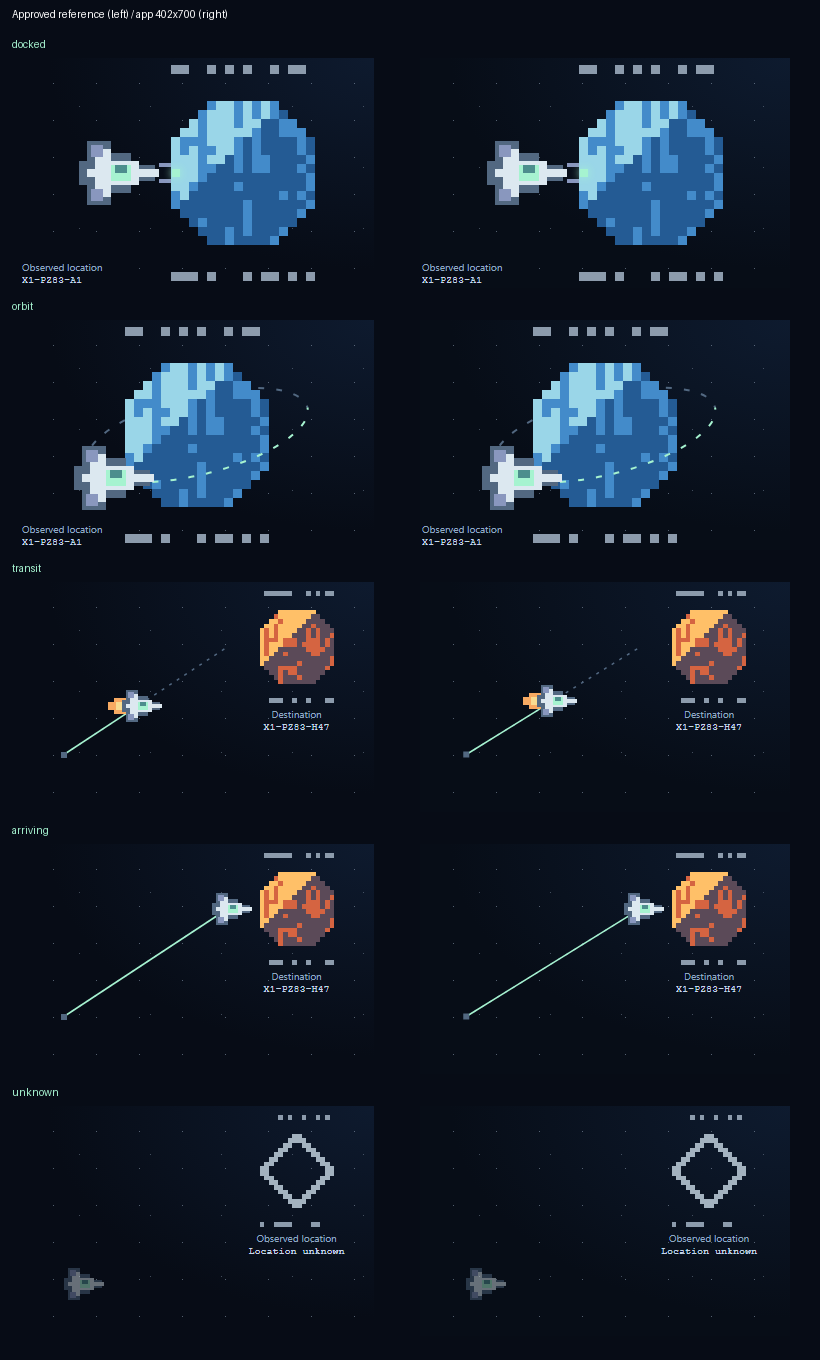 Approved reference (left) / app 402x700 (right)
docked
Observed location
X1-PZ83-A1
Observed location
X1-PZ83-A1
orbit
Observed location
X1-PZ83-A1
Observed location
X1-PZ83-A1
transit
Destination
X1-PZ83-H47
Destination
X1-PZ83-H47
arriving
Destination
X1-PZ83-H47
Destination
X1-PZ83-H47
unknown
Observed location
Location unknown
Observed location
Location unknown